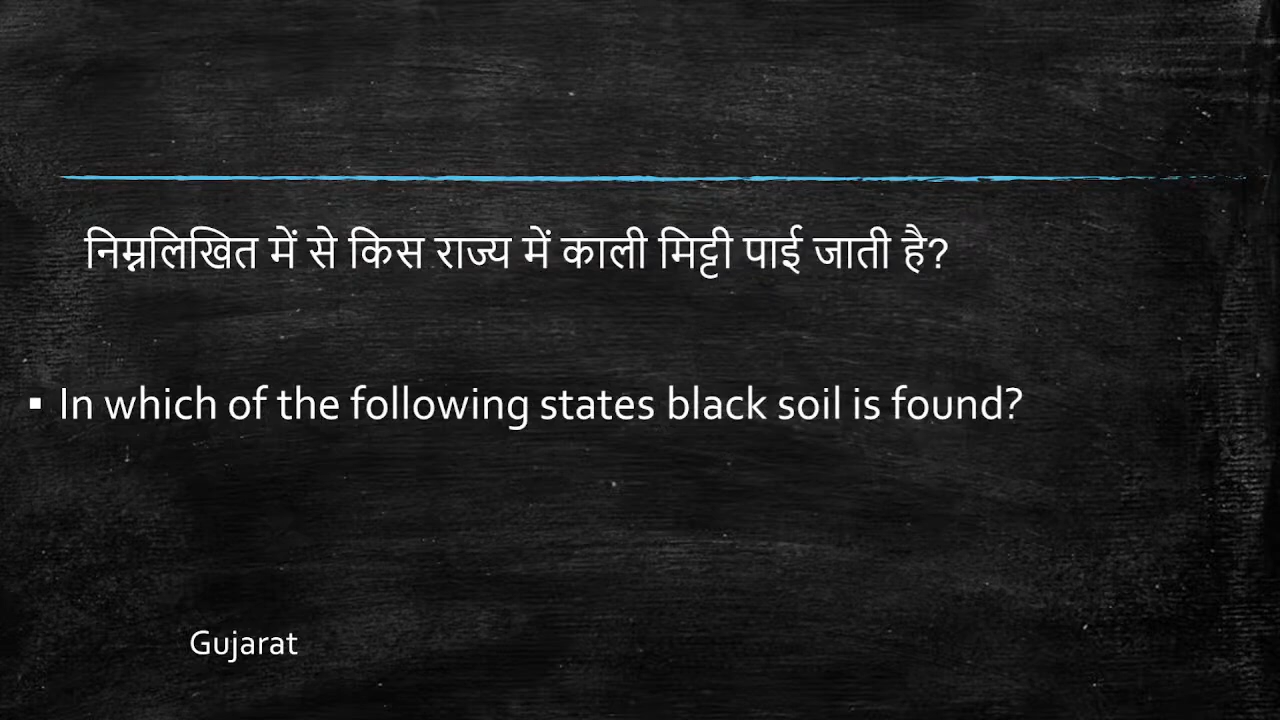 निम्नलिखित में से किस राज्य में काली मिट्टी पाई जाती है?
▪ In which of the following states black soil is found?
Gujarat